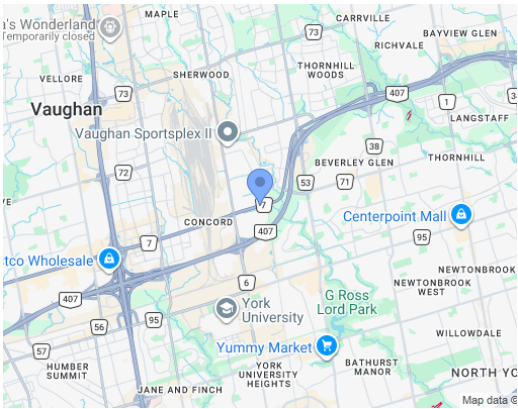 MAPLE
CARRVILLE
a's Wonderland
Temporarily closed
73
BAYVIEW GLEN
RICHVALE
VELLORE
SHERWOOD
THORNHILL
WOODS
407
73
1
Vaughan
LANGSTAFF
Vaughan Sportsplex II
38
BEVERLEY GLEN
THORNHILL
72
53
71
7
Centerpoint Mall
CONCORD
407
95
7
tco Wholesale
NEWTONBROOK
6
NEWTONBROOK
WEST
407
York
University
G Ross
Lord Park
95
56
WILLOWDALE
57
Yummy Market
HUMBER
SUMMIT
YORK
UNIVERSITY
HEIGHTS
BATHURST
MANOR
NORTH YO
JANE AND FINCH
Map data ©